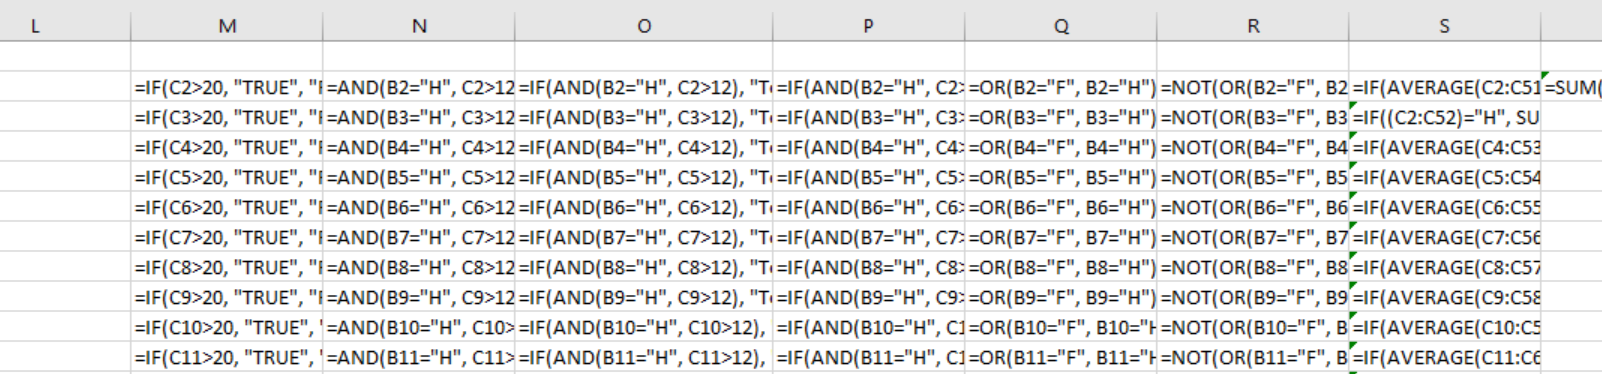 L M N O P Q R S
=IF(C2>20, "TRUE", "F =AND(B2="H", C2>12 =IF(AND(B2="H", C2>12), "To =IF(AND(B2="H", C2> =OR(B2="F", B2="H") =NOT(OR(B2="F", B2 =IF(AVERAGE(C2:C51 =SUM(
=IF(C3>20, "TRUE", "F =AND(B3="H", C3>12 =IF(AND(B3="H", C3>12), "To =IF(AND(B3="H", C3> =OR(B3="F", B3="H") =NOT(OR(B3="F", B3 =IF((C2:C52)="H", SU
=IF(C4>20, "TRUE", "F =AND(B4="H", C4>12 =IF(AND(B4="H", C4>12), "To =IF(AND(B4="H", C4> =OR(B4="F", B4="H") =NOT(OR(B4="F", B4 =IF(AVERAGE(C4:C53
=IF(C5>20, "TRUE", "F =AND(B5="H", C5>12 =IF(AND(B5="H", C5>12), "To =IF(AND(B5="H", C5> =OR(B5="F", B5="H") =NOT(OR(B5="F", B5 =IF(AVERAGE(C5:C54
=IF(C6>20, "TRUE", "F =AND(B6="H", C6>12 =IF(AND(B6="H", C6>12), "To =IF(AND(B6="H", C6> =OR(B6="F", B6="H") =NOT(OR(B6="F", B6 =IF(AVERAGE(C6:C55
=IF(C7>20, "TRUE", "F =AND(B7="H", C7>12 =IF(AND(B7="H", C7>12), "To =IF(AND(B7="H", C7> =OR(B7="F", B7="H") =NOT(OR(B7="F", B7 =IF(AVERAGE(C7:C56
=IF(C8>20, "TRUE", "F =AND(B8="H", C8>12 =IF(AND(B8="H", C8>12), "To =IF(AND(B8="H", C8> =OR(B8="F", B8="H") =NOT(OR(B8="F", B8 =IF(AVERAGE(C8:C57
=IF(C9>20, "TRUE", "F =AND(B9="H", C9>12 =IF(AND(B9="H", C9>12), "To =IF(AND(B9="H", C9> =OR(B9="F", B9="H") =NOT(OR(B9="F", B9 =IF(AVERAGE(C9:C58
=IF(C10>20, "TRUE", " =AND(B10="H", C10> =IF(AND(B10="H", C10>12), =IF(AND(B10="H", C1 =OR(B10="F", B10="H =NOT(OR(B10="F", B =IF(AVERAGE(C10:C5
=IF(C11>20, "TRUE", " =AND(B11="H", C11> =IF(AND(B11="H", C11>12), =IF(AND(B11="H", C1 =OR(B11="F", B11="H =NOT(OR(B11="F", B =IF(AVERAGE(C11:C6